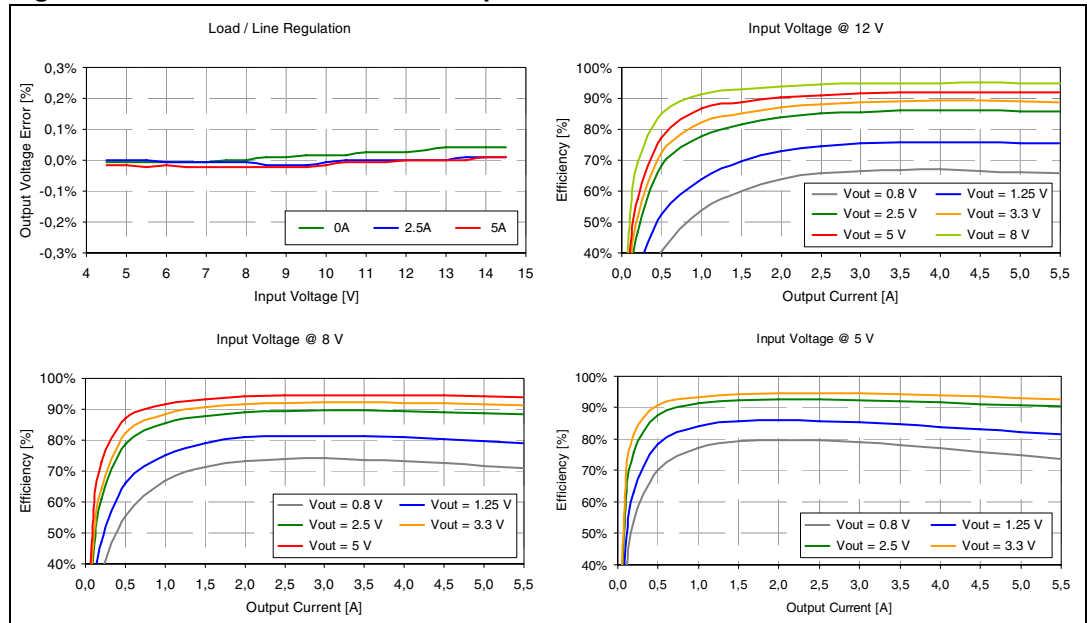 Load / Line Regulation
0,3%
0,2%
0,1%
0,0%
-0,1%
-0,2%
-0,3%
Output Voltage Error [%]
0A 2.5A 5A
4 5 6 7 8 9 10 11 12 13 14 15
Input Voltage [V]
Input Voltage @ 12 V
100%
90%
80%
70%
60%
50%
40%
Efficiency [%]
Vout = 0.8 V Vout = 1.25 V
Vout = 2.5 V Vout = 3.3 V
Vout = 5 V Vout = 8 V
0,0 0,5 1,0 1,5 2,0 2,5 3,0 3,5 4,0 4,5 5,0 5,5
Output Current [A]
Input Voltage @ 8 V
100%
90%
80%
70%
60%
50%
40%
Efficiency [%]
Vout = 0.8 V Vout = 1.25 V
Vout = 2.5 V Vout = 3.3 V
Vout = 5 V
0,0 0,5 1,0 1,5 2,0 2,5 3,0 3,5 4,0 4,5 5,0 5,5
Output Current [A]
Input Voltage @ 5 V
100%
90%
80%
70%
60%
50%
40%
Efficiency [%]
Vout = 0.8 V Vout = 1.25 V
Vout = 2.5 V Vout = 3.3 V
0,0 0,5 1,0 1,5 2,0 2,5 3,0 3,5 4,0 4,5 5,0 5,5
Output Current [A]